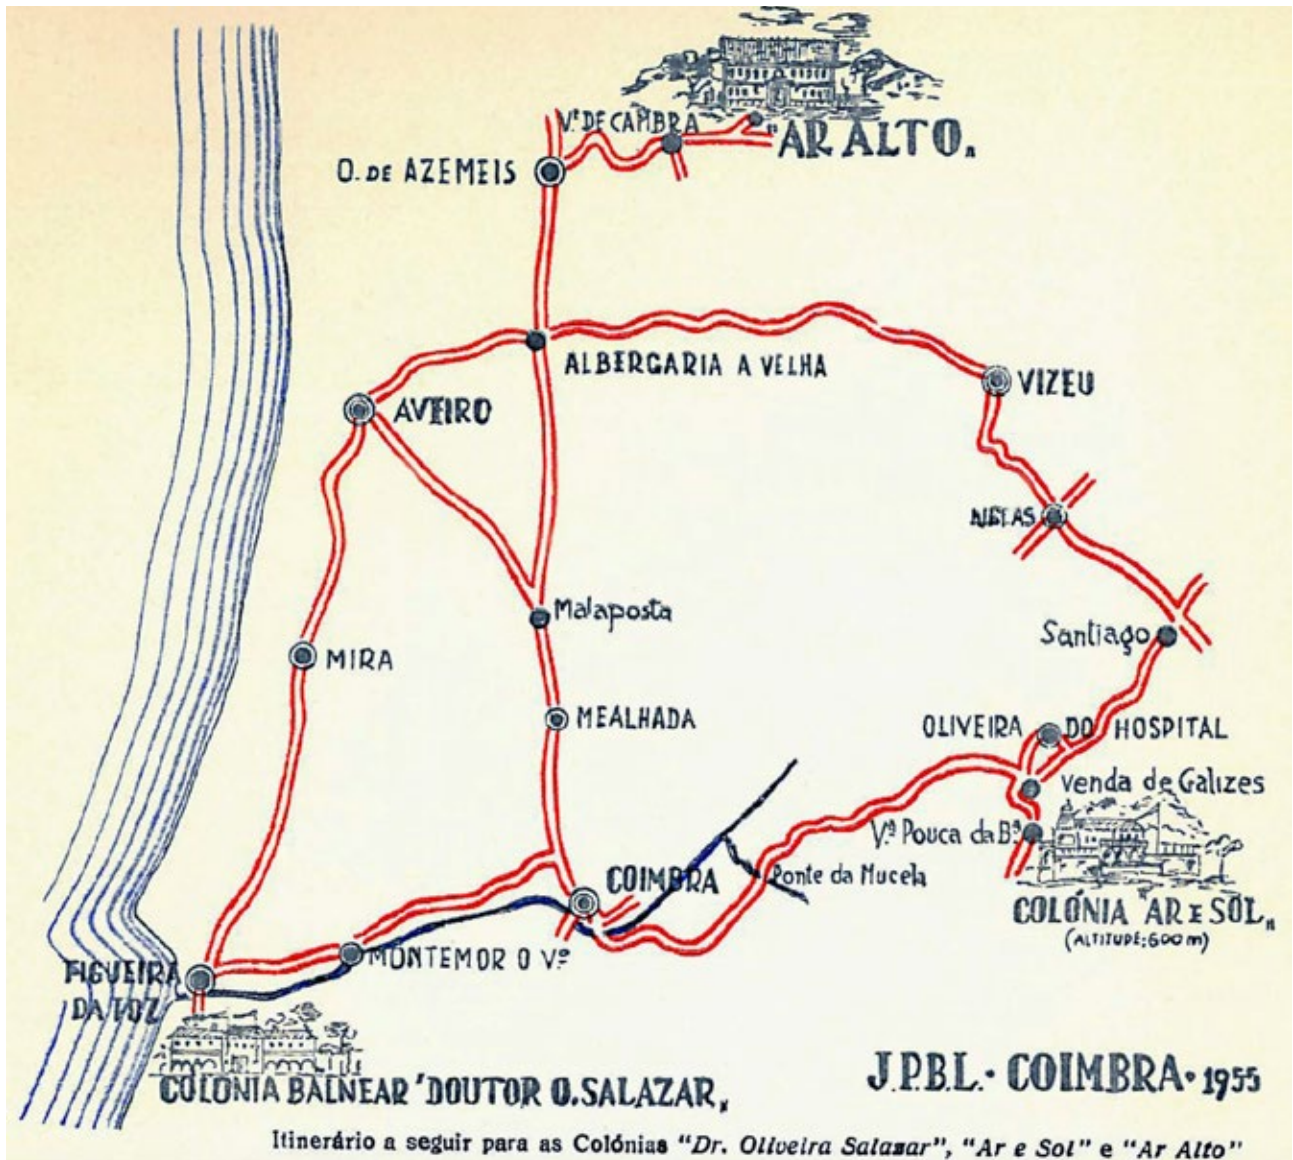 Vª. DE CAMBRA
"AR ALTO"
O. DE AZEMEIS
ALBERGARIA A VELHA
VIZEU
AVEIRO
NELAS
Malaposta
Santiago
MIRA
MEALHADA
OLIVEIRA DO HOSPITAL
Venda de Galizes
Vª Pouca da Bª
COIMBRA
Ponte da Mucela
COLÓNIA "AR E SOL"
(ALTITUDE: 600 m)
MONTEMOR O Vº
FIGUEIRA
DA FOZ
COLONIA BALNEAR "DOUTOR O. SALAZAR"
J.P.B.L. · COIMBRA · 1955
Itinerário a seguir para as Colónias "Dr. Oliveira Salazar", "Ar e Sol" e "Ar Alto"